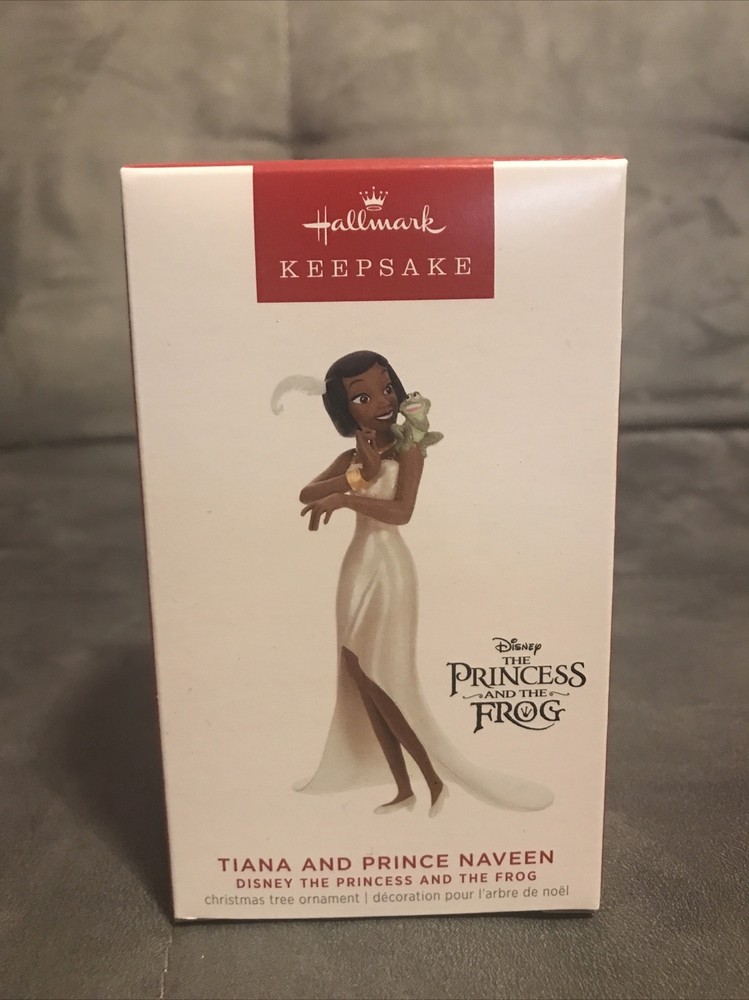 Hallmark
KEEPSAKE
Disney
THE
PRINCESS
AND THE
FROG
TIANA AND PRINCE NAVEEN
DISNEY THE PRINCESS AND THE FROG
christmas tree ornament | décoration pour l'arbre de noël